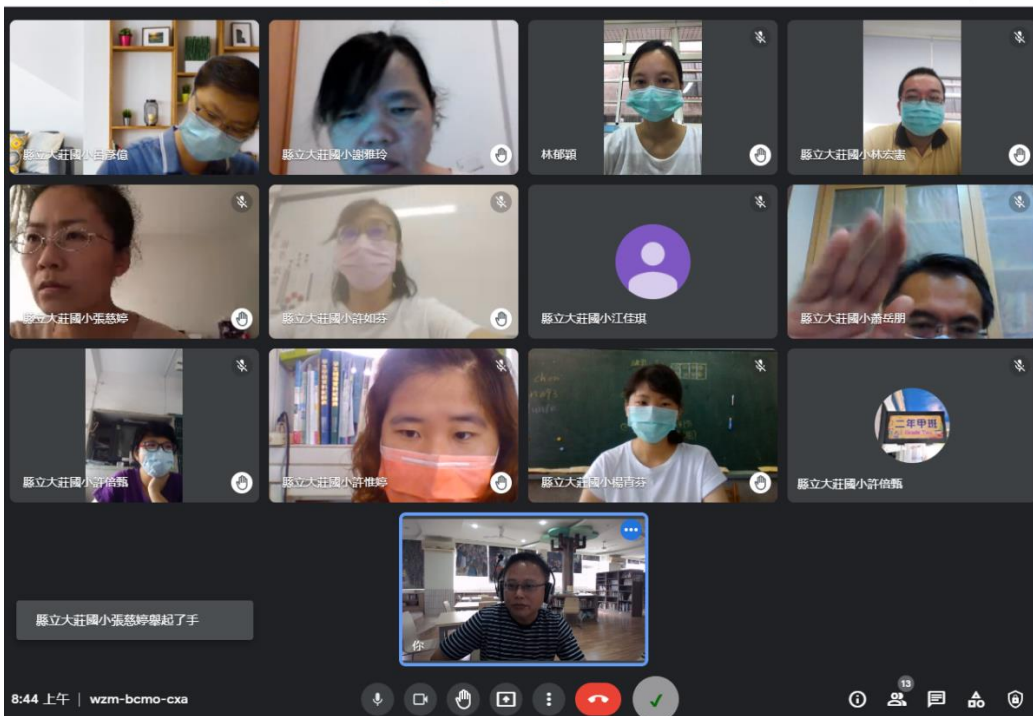 縣立大莊國小
縣立大莊國小謝雅玲
林郁穎
縣立大莊國小林宏憲
縣立大莊國小張慈婷
縣立大莊國小許如芬
縣立大莊國小江佳琪
縣立大莊國小蕭岳朋
縣立大莊國小許倍甄
縣立大莊國小許惟婷
縣立大莊國小楊青芬
二年甲班
縣立大莊國小許倍甄
你
縣立大莊國小張慈婷舉起了手
8:44 上午 | wzm-bcmo-cxa
13